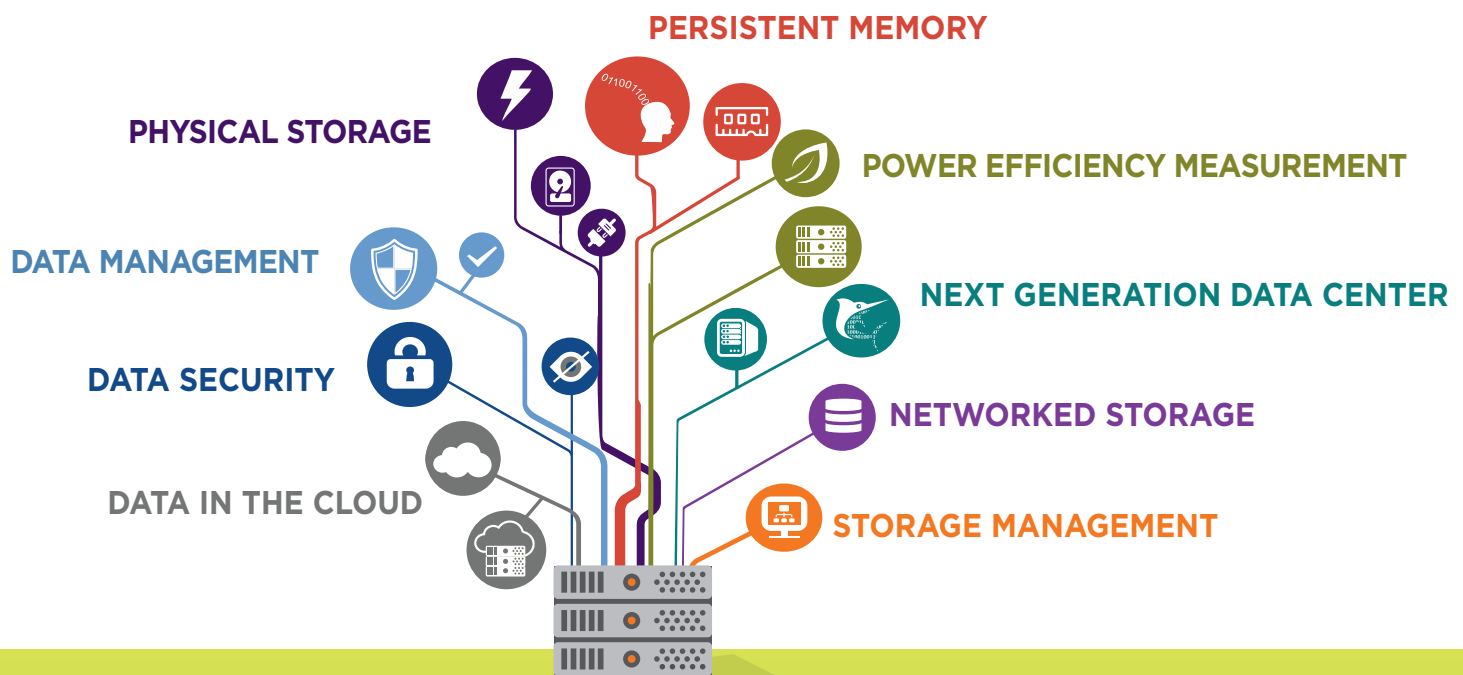 PERSISTENT MEMORY
011001100
PHYSICAL STORAGE
POWER EFFICIENCY MEASUREMENT
DATA MANAGEMENT
NEXT GENERATION DATA CENTER
DATA SECURITY
NETWORKED STORAGE
DATA IN THE CLOUD
STORAGE MANAGEMENT